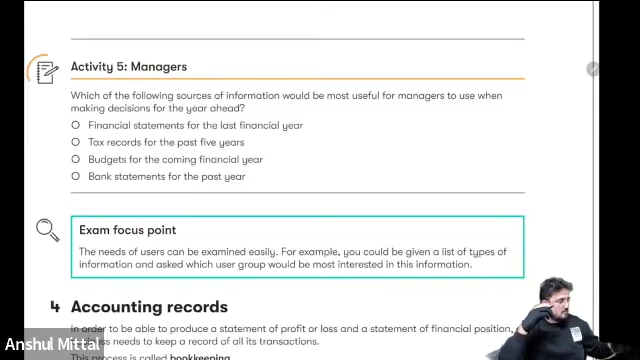 Activity 5: Managers
Which of the following sources of information would be most useful for managers to use when
making decisions for the year ahead?
Financial statements for the last financial year
Tax records for the past five years
Budgets for the coming financial year
Bank statements for the past year
Exam focus point
The needs of users can be examined easily. For example, you could be given a list of types of
information and asked which user group would be most interested in this information.
4 Accounting records
In order to be able to produce a statement of profit or loss and a statement of financial position,
needs to keep a record of all its transactions.
This process is called bookkeeping.
Anshul Mittal